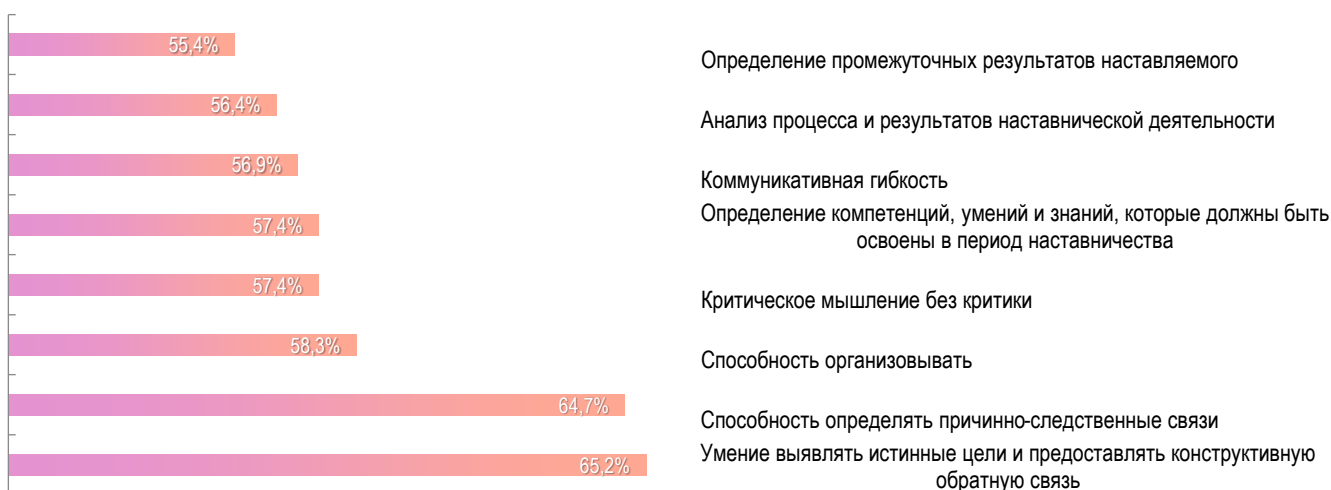 55,4%
Определение промежуточных результатов наставляемого
56,4%
Анализ процесса и результатов наставнической деятельности
56,9%
Коммуникативная гибкость
57,4%
Определение компетенций, умений и знаний, которые должны быть
освоены в период наставничества
57,4%
Критическое мышление без критики
58,3%
Способность организовывать
64,7%
Способность определять причинно-следственные связи
65,2%
Умение выявлять истинные цели и предоставлять конструктивную
обратную связь